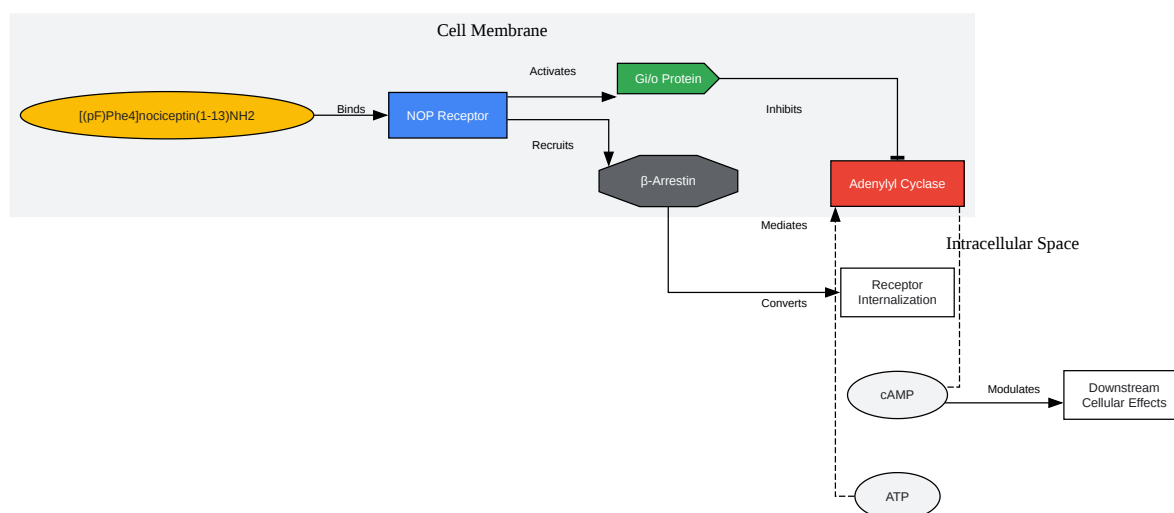 Cell Membrane
Activates
Gi/o Protein
[(pF)Phe4]nociceptin(1-13)NH2
Binds
NOP Receptor
Inhibits
Recruits
β-Arrestin
Adenylyl Cyclase
Mediates
Intracellular Space
Receptor
Internalization
Converts
cAMP
Modulates
Downstream
Cellular Effects
ATP